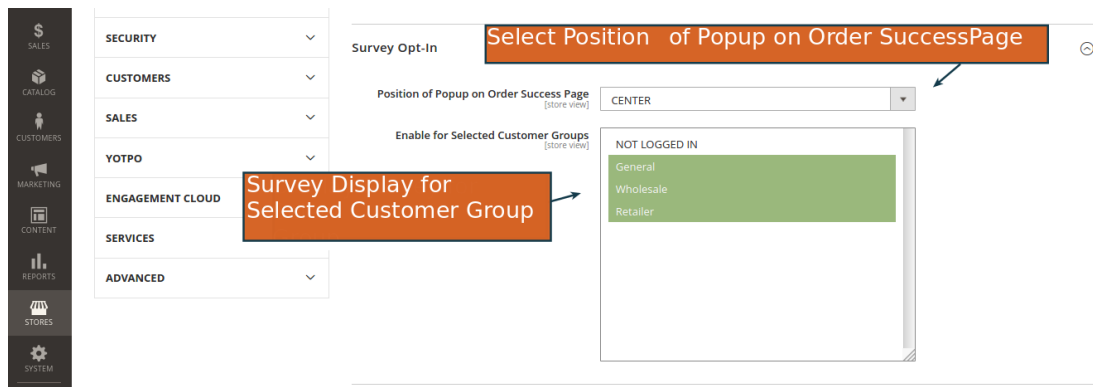 $
SALES
CATALOG
CUSTOMERS
MARKETING
CONTENT
REPORTS
STORES
SYSTEM
SECURITY
CUSTOMERS
SALES
YOTPO
ENGAGEMENT CLOUD
SERVICES
ADVANCED
Survey Opt-In
Select Position of Popup on Order SuccessPage
Position of Popup on Order Success Page
[store view]
CENTER
Enable for Selected Customer Groups
[store view]
NOT LOGGED IN
General
Wholesale
Retailer
Survey Display for
Selected Customer Group